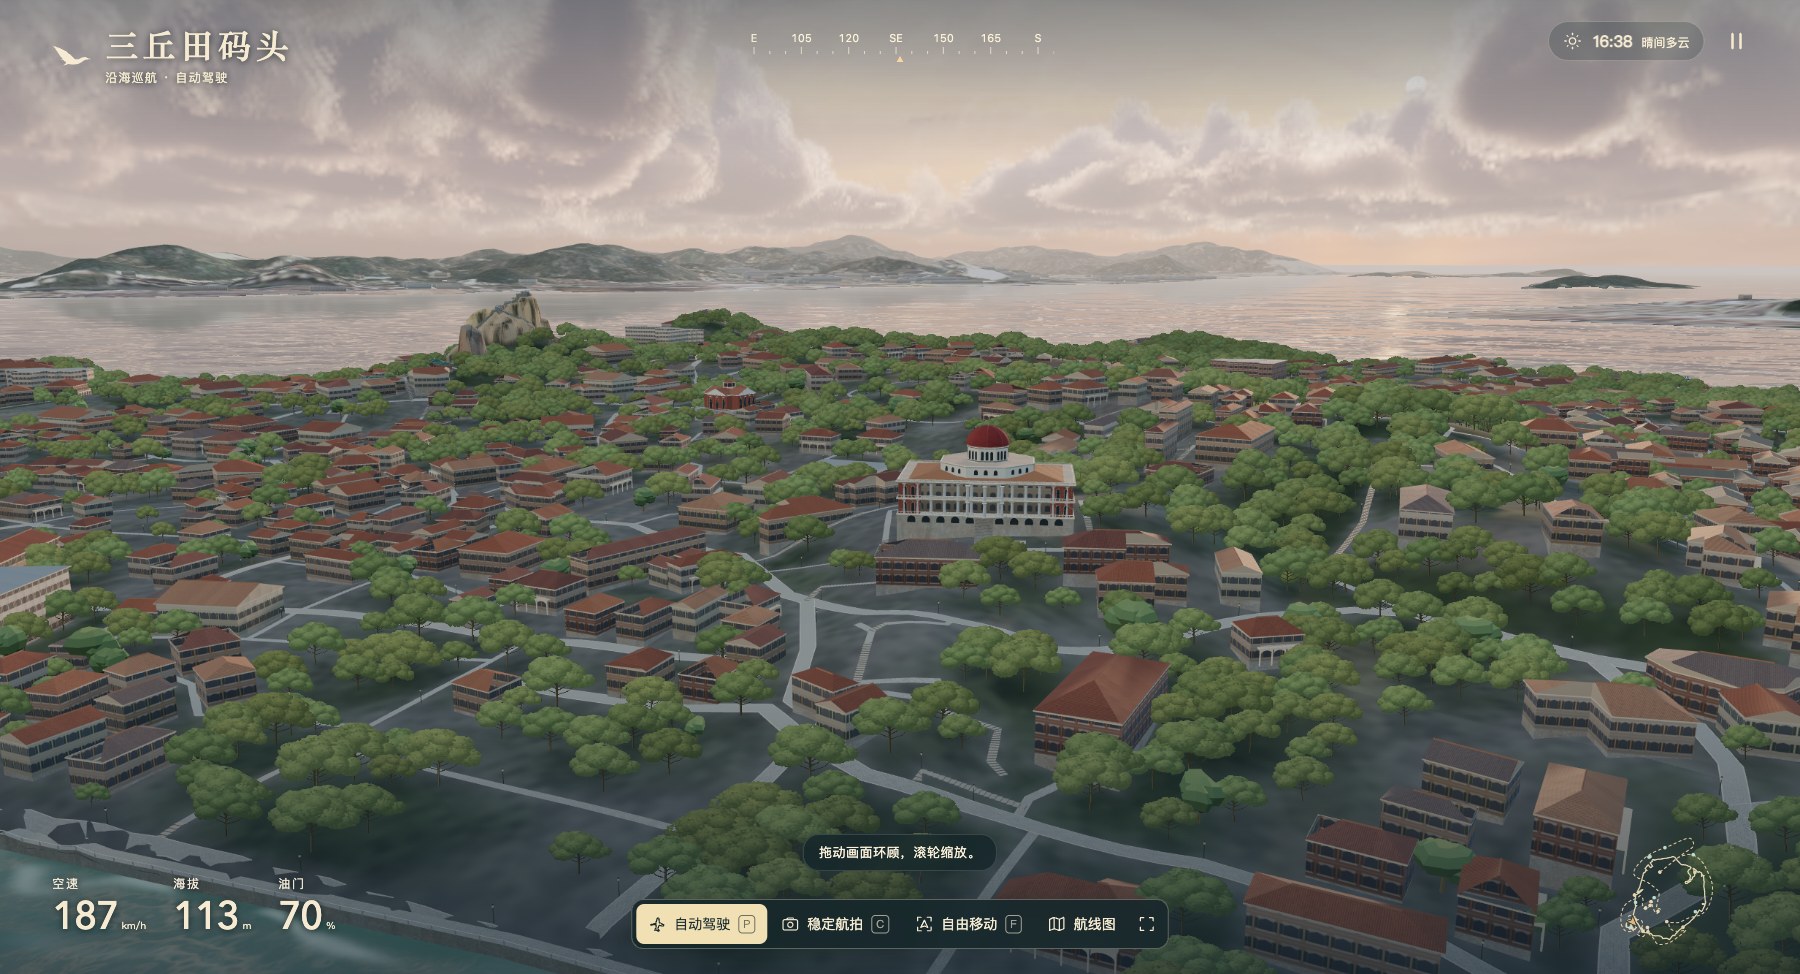 三丘田码头
沿海巡航 · 自动驾驶
E 105 120 SE 150 165 S
16:38 晴间多云
拖动画面环顾，滚轮缩放。
空速 海拔 油门
187 km/h 113 m 70 %
自动驾驶 P 稳定航拍 C 自由移动 F 航线图